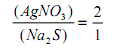 (AgNO₃) / (Na₂S) = 2 / 1